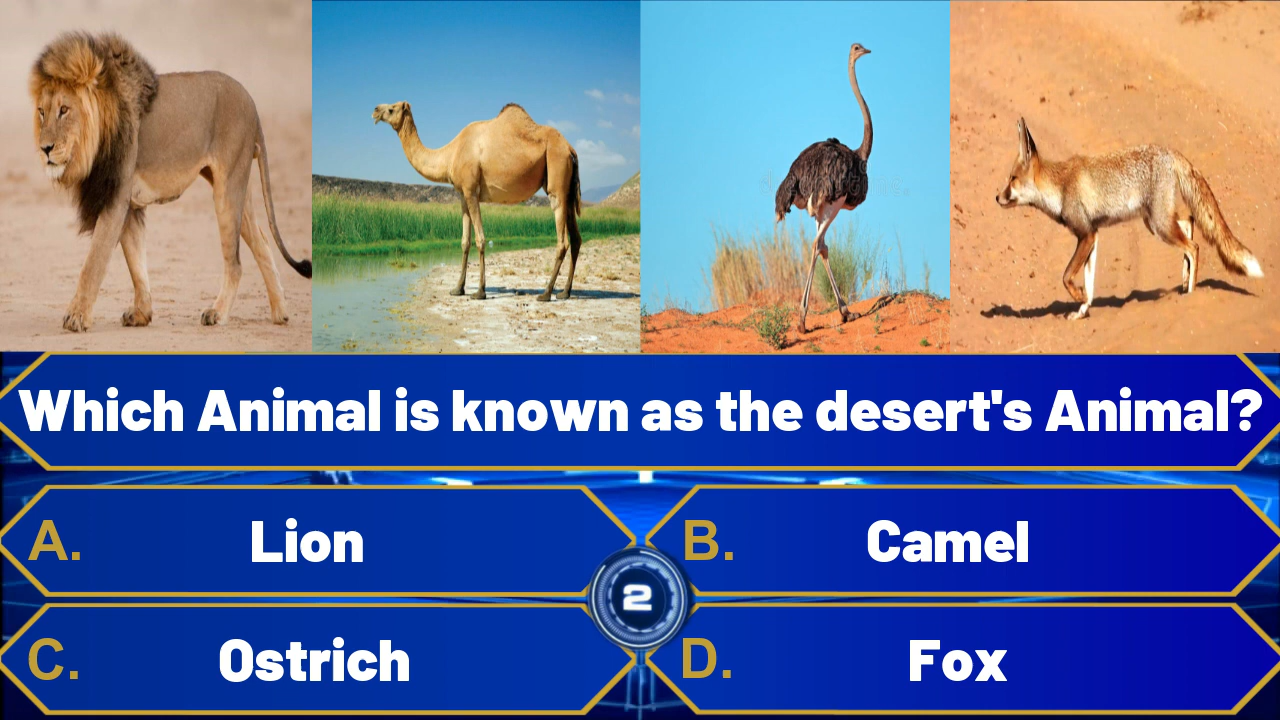 Which Animal is known as the desert's Animal?
A. Lion
B. Camel
2
C. Ostrich
D. Fox